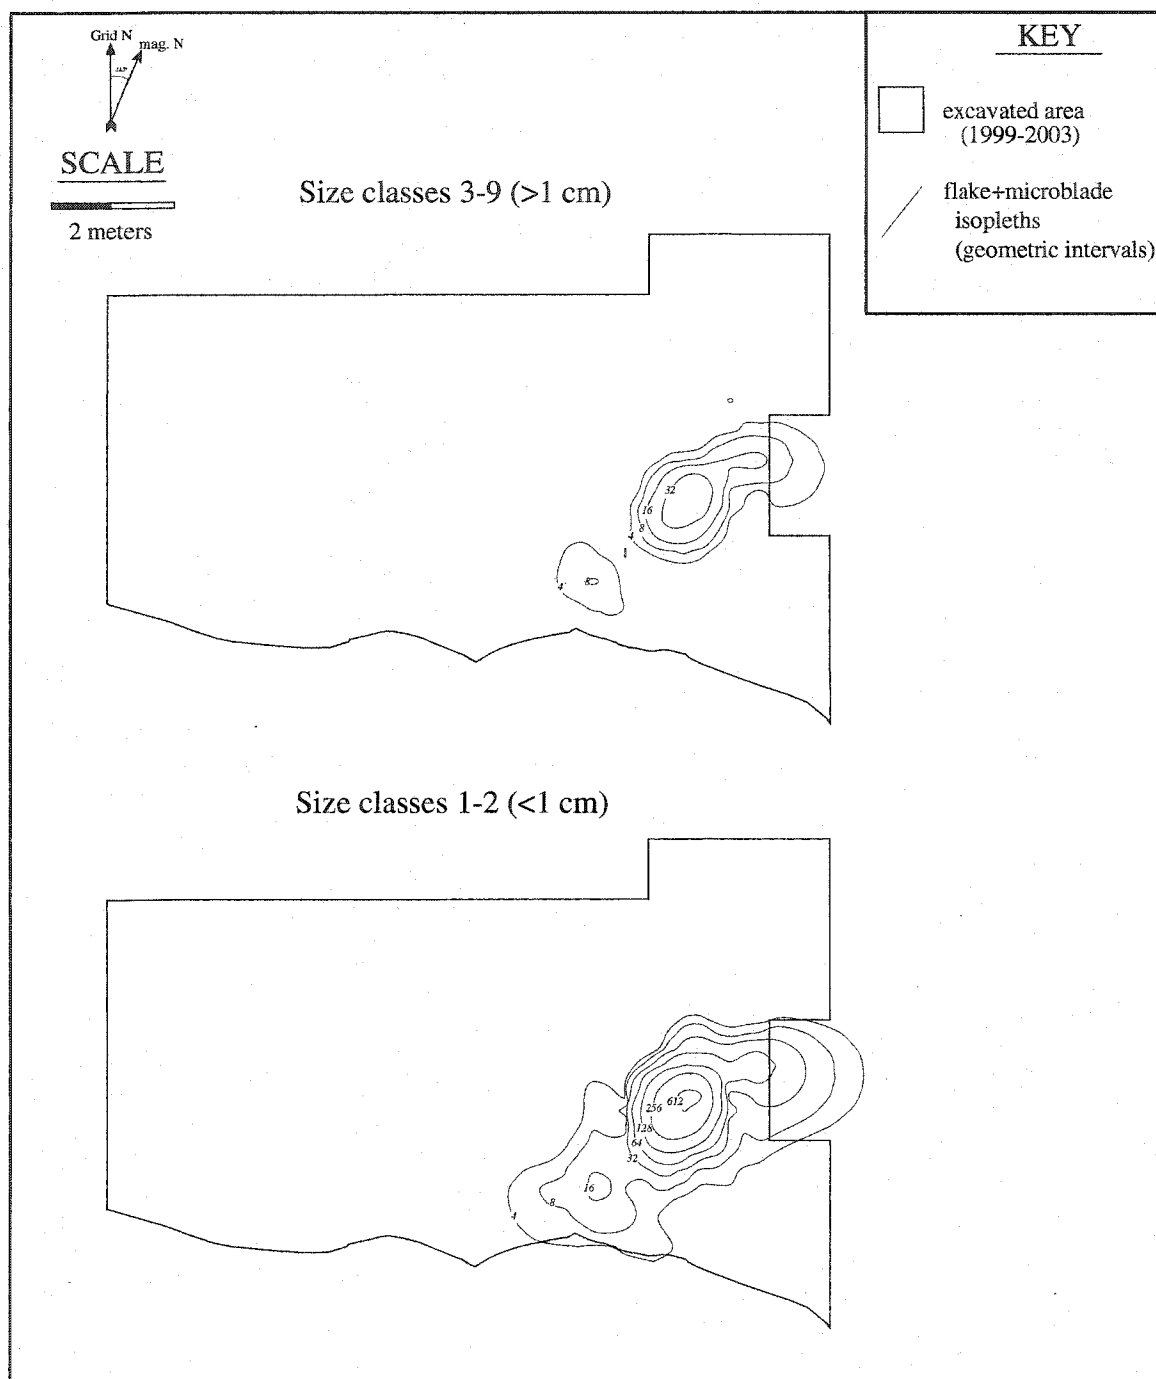 Grid N
mag. N
SCALE
2 meters
KEY
excavated area
(1999-2003)
flake+microblade
isopleths
(geometric intervals)
Size classes 3-9 (>1 cm)
32
16
8
4
1
8
4
Size classes 1-2 (<1 cm)
612
256
128
64
32
16
8
4